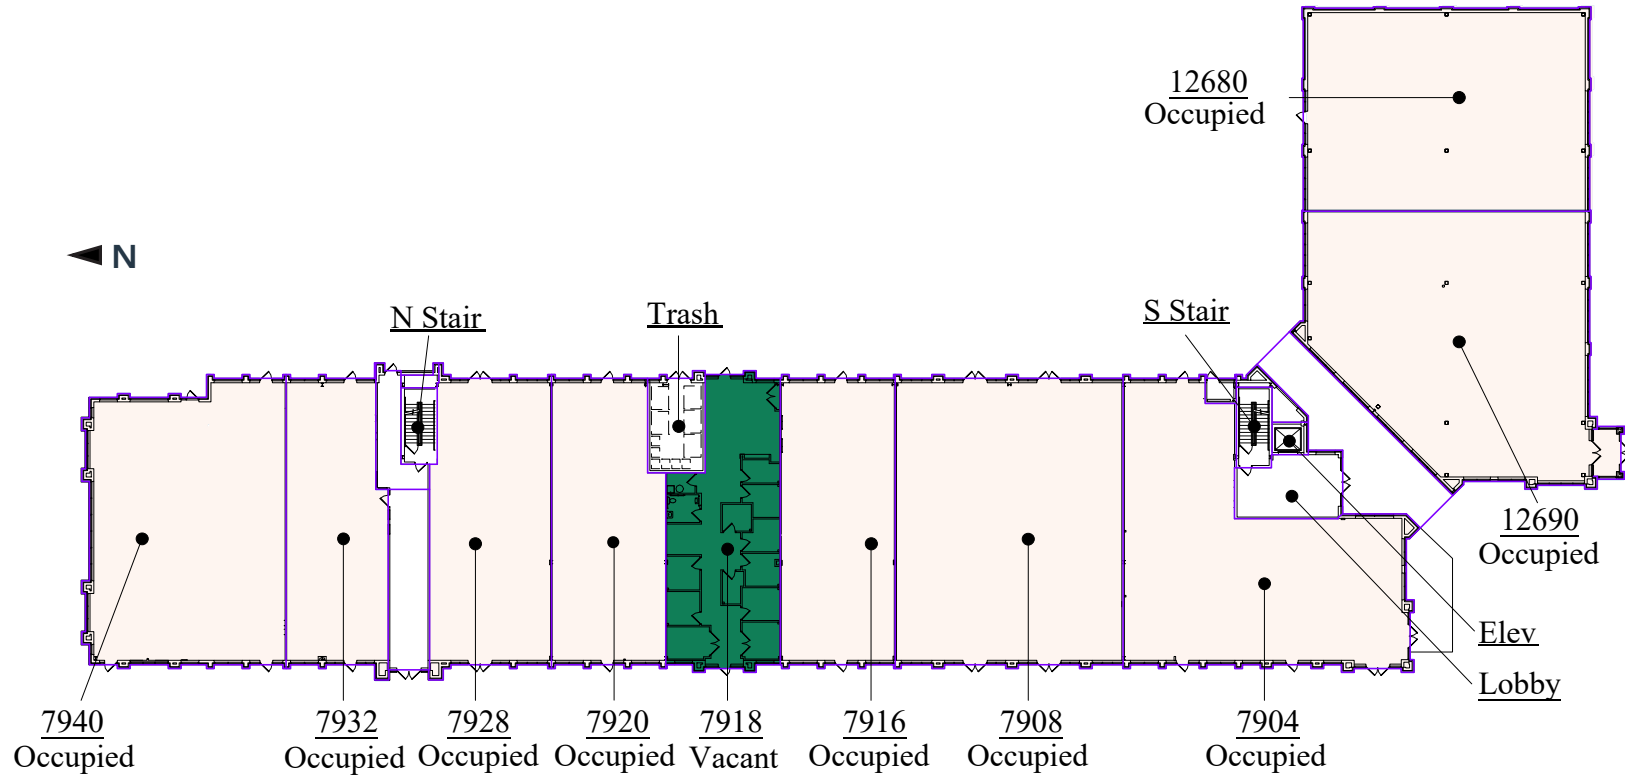 12680
Occupied
N
N Stair
Trash
S Stair
12690
Occupied
Elev
Lobby
7940
Occupied
7932
Occupied
7928
Occupied
7920
Occupied
7918
Vacant
7916
Occupied
7908
Occupied
7904
Occupied